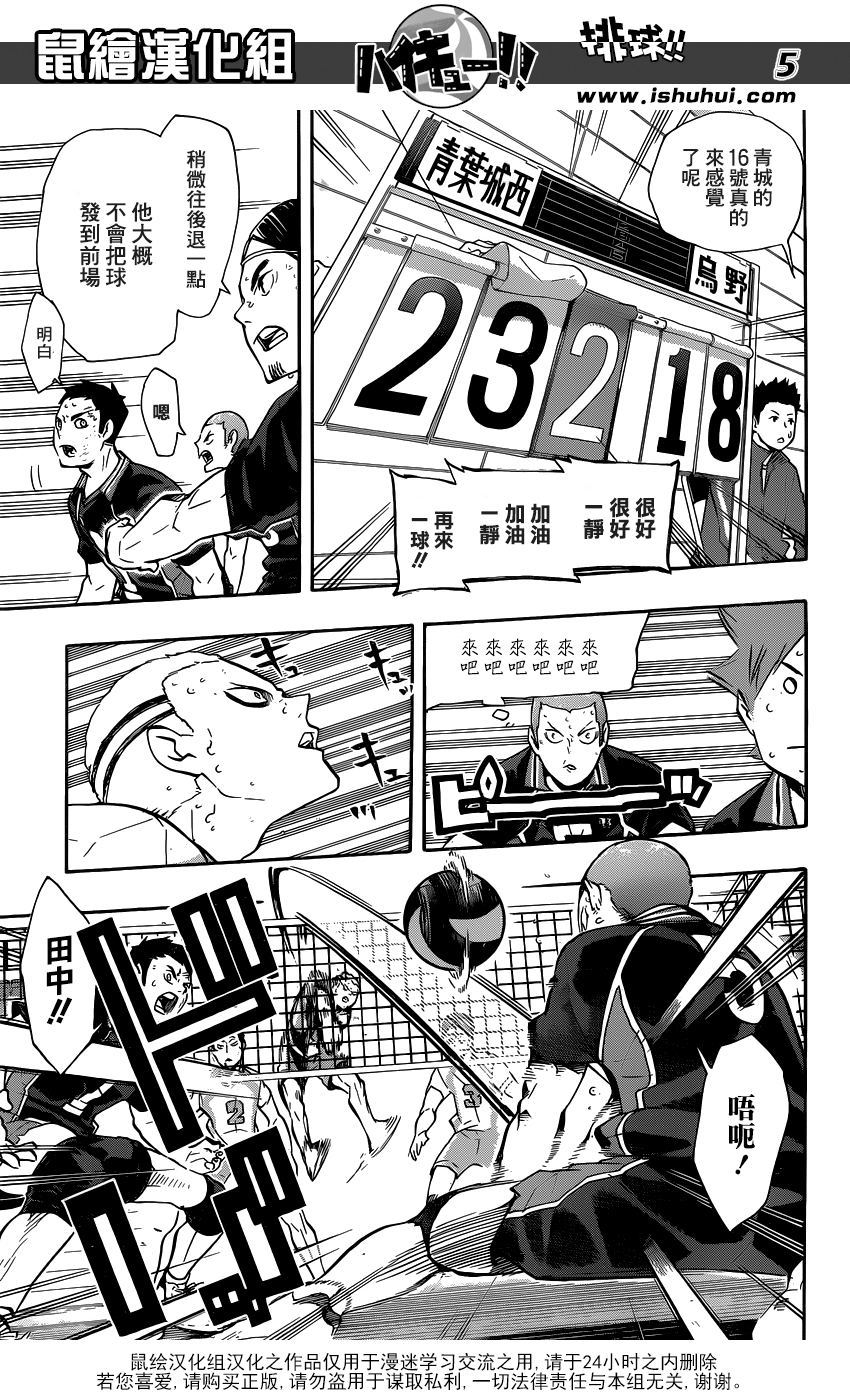 鼠繪漢化組
ハイキュー!!
排球!!
5
www.ishuhui.com
青城的
16號真的
來感覺
了呢
青葉城西
烏野
23
2
18
很好
很好
一靜
加油
加油
一靜
再來
一球!!
稍微往後退一點
他大概
不會把球
發到前場
嗯
明白
來吧
來吧
來吧
來吧
來吧
來吧
キュ
キュッ
唔呃!
田中!!
2
3
鼠绘汉化组汉化之作品仅用于漫迷学习交流之用, 请于24小时之内删除
若您喜爱, 请购买正版, 请勿盗用于谋取私利, 一切法律责任与本组无关, 谢谢。